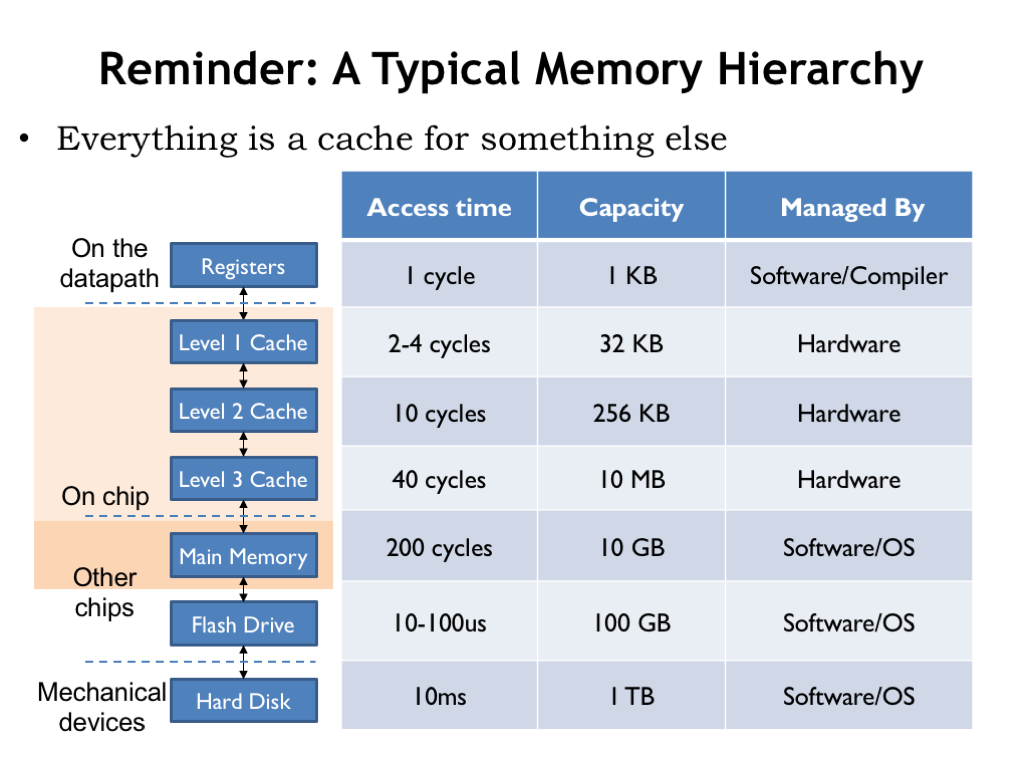 Reminder: A Typical Memory Hierarchy
• Everything is a cache for something else
Access time Capacity Managed By
On the
datapath
Registers 1 cycle 1 KB Software/Compiler
Level 1 Cache 2-4 cycles 32 KB Hardware
Level 2 Cache 10 cycles 256 KB Hardware
Level 3 Cache 40 cycles 10 MB Hardware
On chip
Main Memory 200 cycles 10 GB Software/OS
Other
chips
Flash Drive 10-100us 100 GB Software/OS
Mechanical
devices
Hard Disk 10ms 1 TB Software/OS